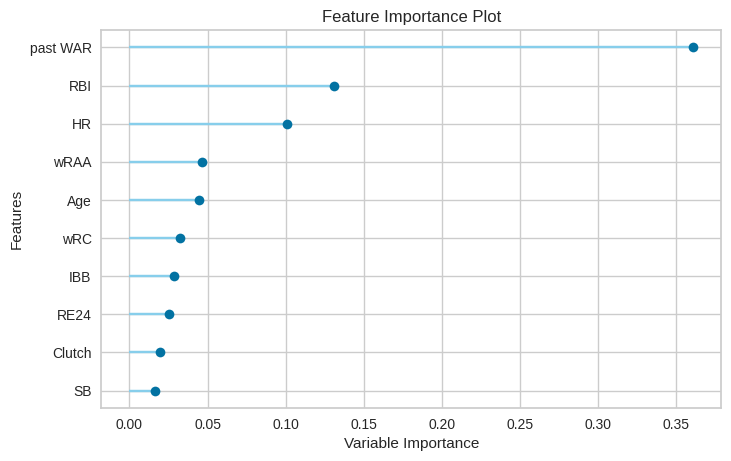 Feature Importance Plot
Features
past WAR
RBI
HR
wRAA
Age
wRC
IBB
RE24
Clutch
SB
0.00 0.05 0.10 0.15 0.20 0.25 0.30 0.35
Variable Importance